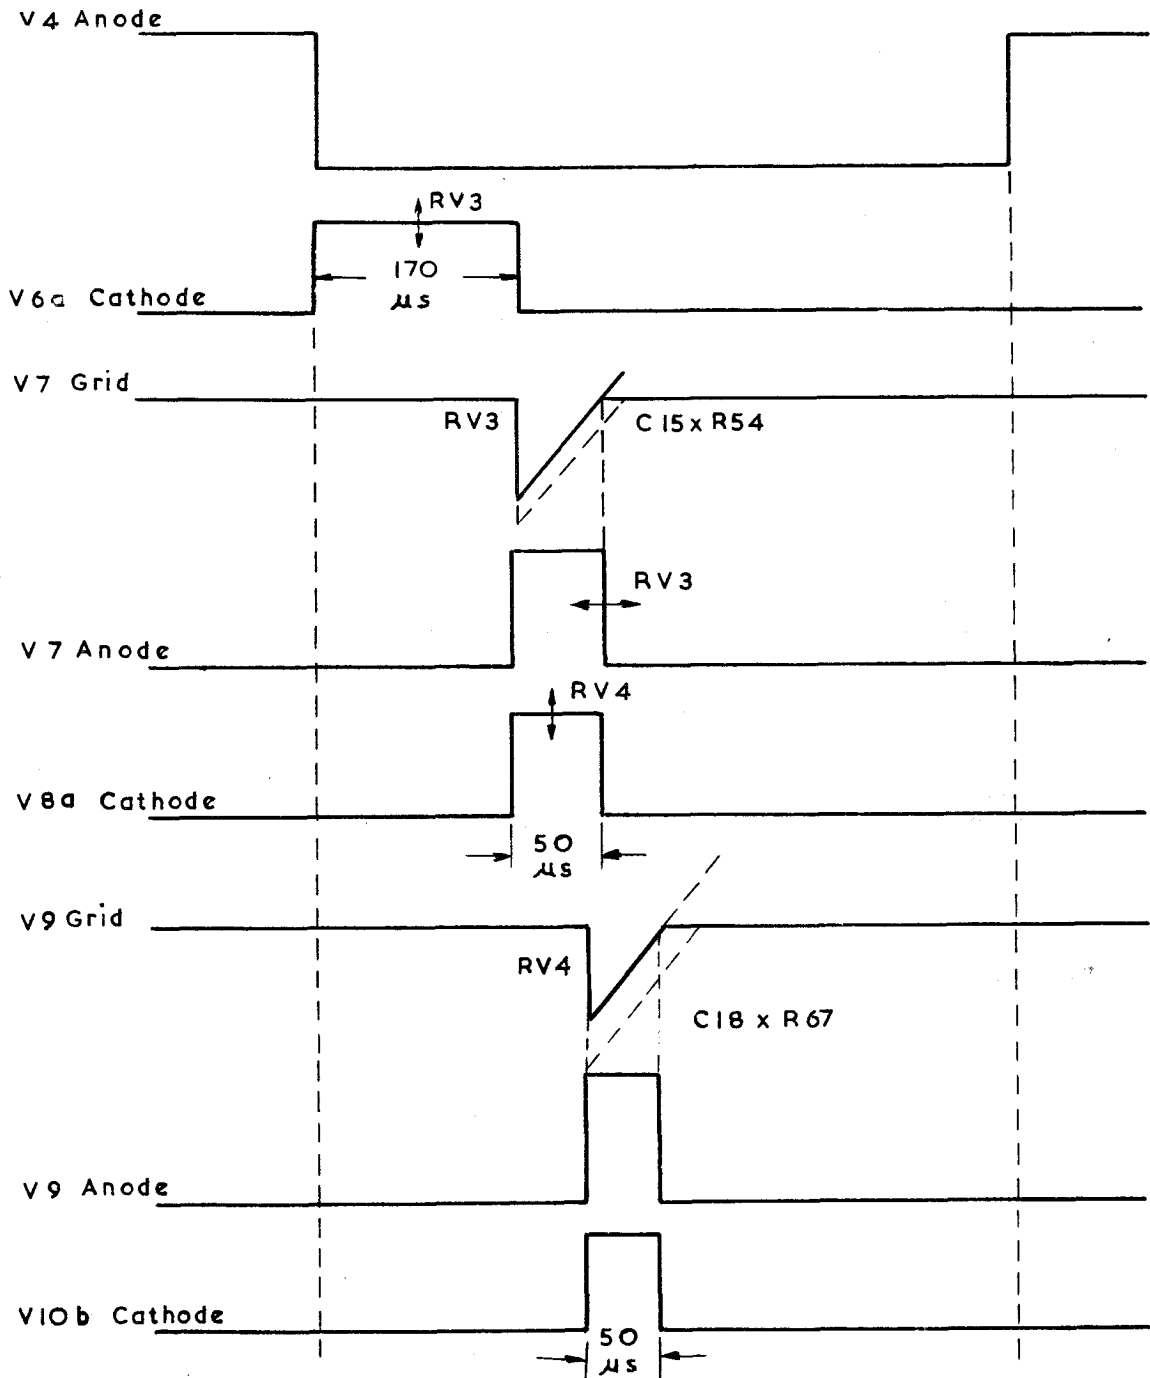 V4 Anode
RV3
170
μs
V6a Cathode
V7 Grid
RV3
C15 x R54
RV3
V7 Anode
RV4
V8a Cathode
50
μs
V9 Grid
RV4
C18 x R67
V9 Anode
V10b Cathode
50
μs